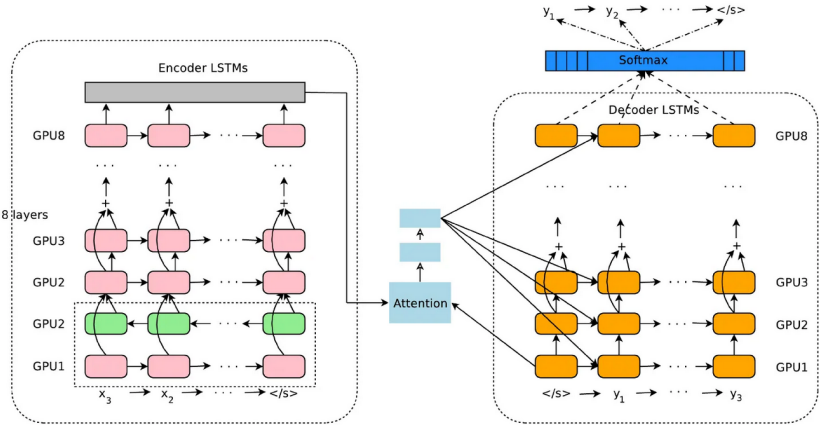 y1 y2 </s>
Softmax
Encoder LSTMs
Decoder LSTMs
GPU8
GPU8
8 layers
GPU3
GPU2
GPU2
GPU1
Attention
GPU3
GPU2
GPU1
x3 x2 ... </s>
</s> y1 ... y3